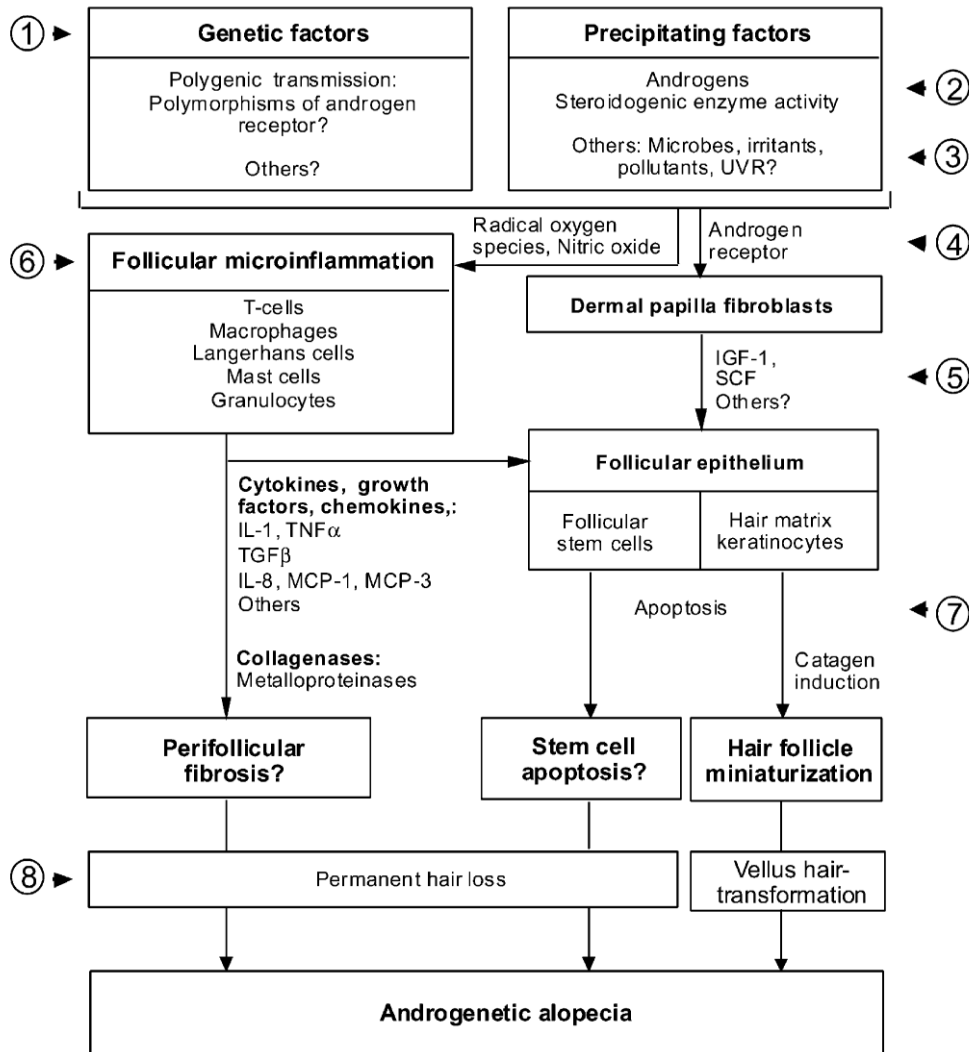 ①
Genetic factors
Polygenic transmission:
Polymorphisms of androgen
receptor?
Others?
Precipitating factors
Androgens
Steroidogenic enzyme activity
②
Others: Microbes, irritants,
pollutants, UVR?
③
Radical oxygen
species, Nitric oxide
Androgen
receptor
④
⑥
Follicular microinflammation
T-cells
Macrophages
Langerhans cells
Mast cells
Granulocytes
Dermal papilla fibroblasts
IGF-1,
SCF
Others?
⑤
Follicular epithelium
Follicular
stem cells
Hair matrix
keratinocytes
Cytokines, growth
factors, chemokines,:
IL-1, TNFα
TGFβ
IL-8, MCP-1, MCP-3
Others
Apoptosis
⑦
Collagenases:
Metalloproteinases
Catagen
induction
Perifollicular
fibrosis?
Stem cell
apoptosis?
Hair follicle
miniaturization
⑧
Permanent hair loss
Vellus hair-
transformation
Androgenetic alopecia